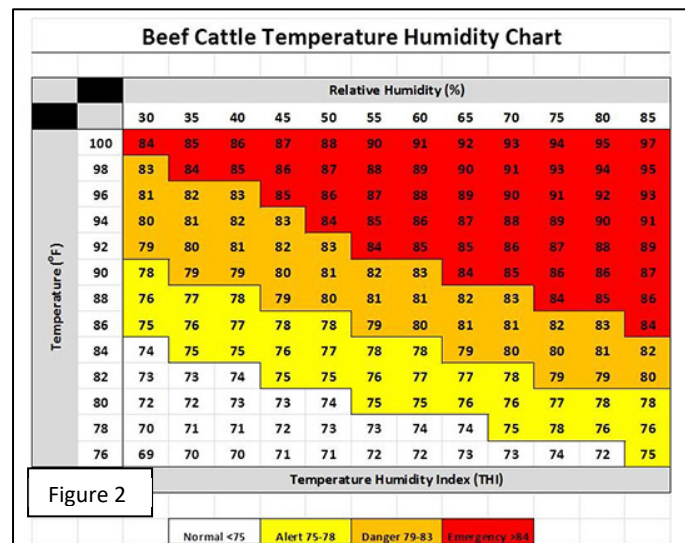 Beef Cattle Temperature Humidity Chart
Relative Humidity (%)
30 35 40 45 50 55 60 65 70 75 80 85
Temperature (°F)
100 84 85 86 87 88 90 91 92 93 94 95 97
98 83 84 85 86 87 88 89 90 91 93 94 95
96 81 82 83 85 86 87 88 89 90 91 92 93
94 80 81 82 83 84 85 86 87 88 89 90 91
92 79 80 81 82 83 84 85 85 86 87 88 89
90 78 79 79 80 81 82 83 84 85 86 86 87
88 76 77 78 79 80 81 81 82 83 84 85 86
86 75 76 77 78 78 79 80 81 81 82 83 84
84 74 75 75 76 77 78 78 79 80 80 81 82
82 73 73 74 75 75 76 77 77 78 79 79 80
80 72 72 73 73 74 75 75 76 76 77 78 78
78 70 71 71 72 73 73 74 74 75 78 76 76
76 69 70 70 71 71 72 72 73 73 74 72 75
Temperature Humidity Index (THI)
Figure 2
Normal <75 Alert 75-78 Danger 79-83 Emergency >84